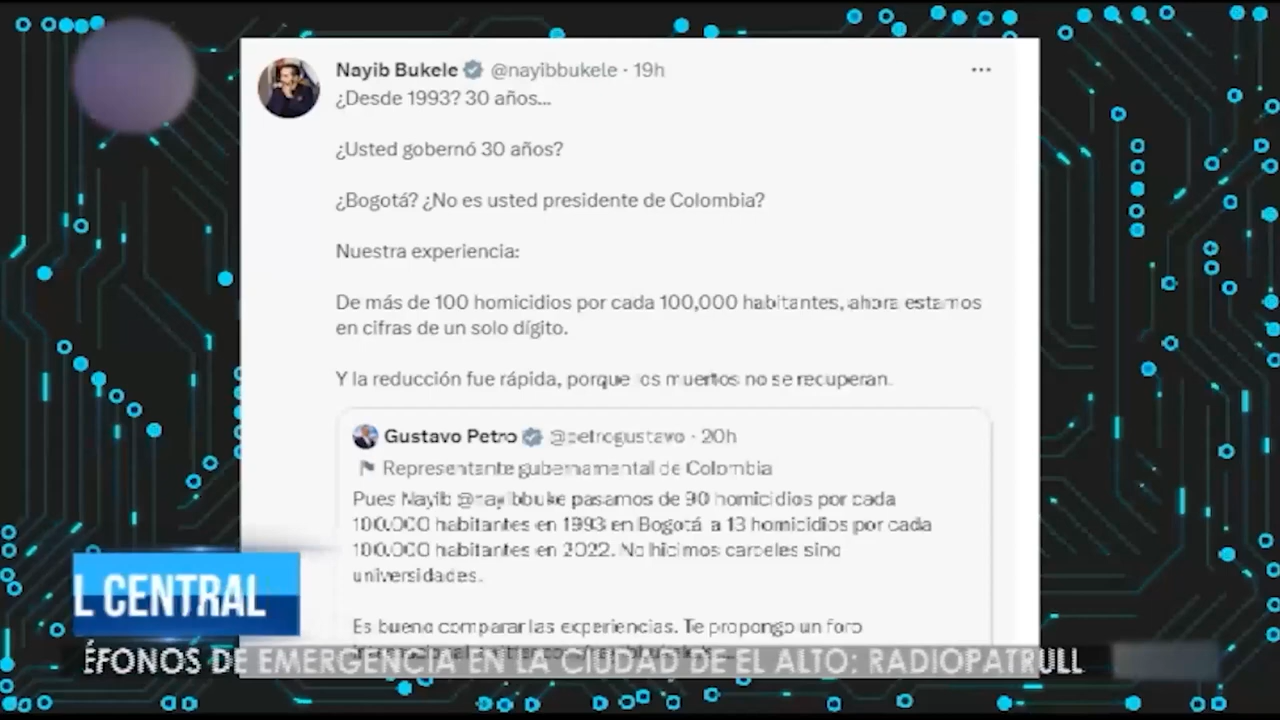 Nayib Bukele @nayibbukele · 19h
¿Desde 1993? 30 años...
¿Usted gobernó 30 años?
¿Bogotá? ¿No es usted presidente de Colombia?
Nuestra experiencia:
De más de 100 homicidios por cada 100,000 habitantes, ahora estamos
en cifras de un solo dígito.
Y la reducción fue rápida, porque los muertos no se recuperan.
Gustavo Petro @petrogustavo · 20h
Representante gubernamental de Colombia
Pues Nayib @nayibbuke pasamos de 90 homicidios por cada
100.000 habitantes en 1993 en Bogotá a 13 homicidios por cada
100.000 habitantes en 2022. No hicimos carceles sino
universidades.
Es bueno comparar las experiencias. Te propongo un foro
L CENTRAL
ÉFONOS DE EMERGENCIA EN LA CIUDAD DE EL ALTO: RADIOPATRULL